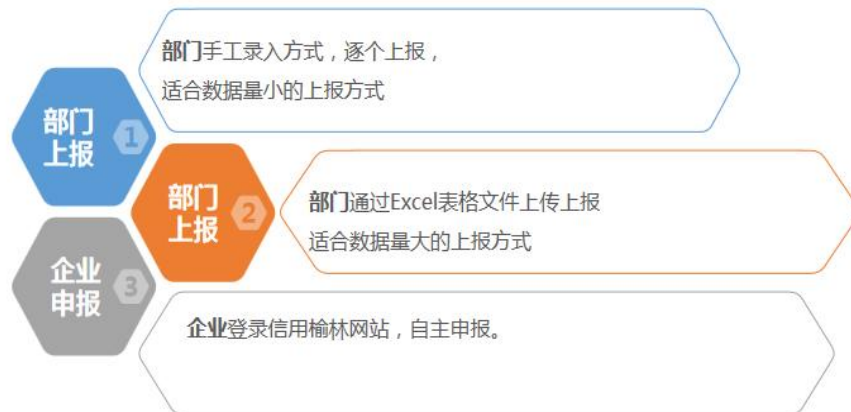 部门
上报
1
部门手工录入方式，逐个上报，
适合数据量小的上报方式
部门
上报
2
部门通过Excel表格文件上传上报
适合数据量大的上报方式
企业
申报
3
企业登录信用榆林网站，自主申报。